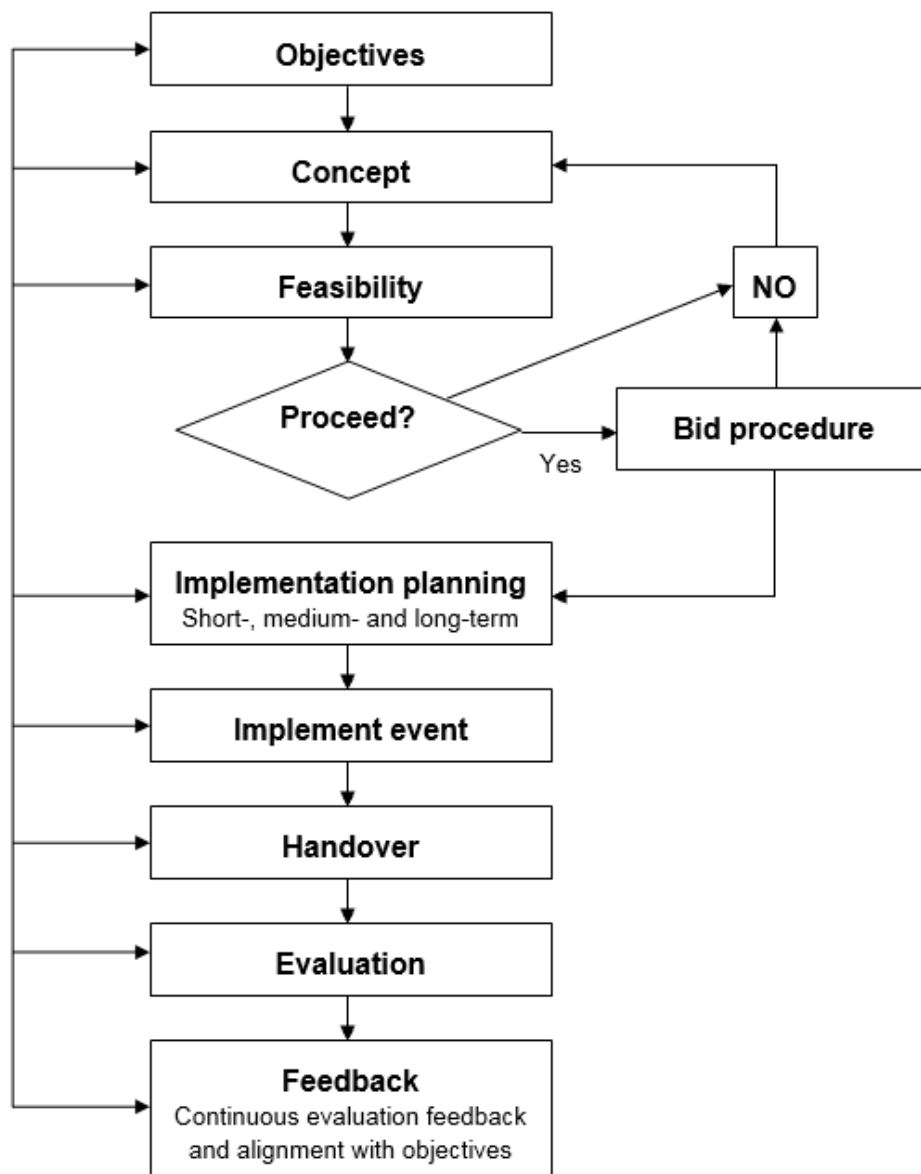 Objectives
Concept
Feasibility
NO
Proceed?
Yes
Bid procedure
Implementation planning
Short-, medium- and long-term
Implement event
Handover
Evaluation
Feedback
Continuous evaluation feedback
and alignment with objectives